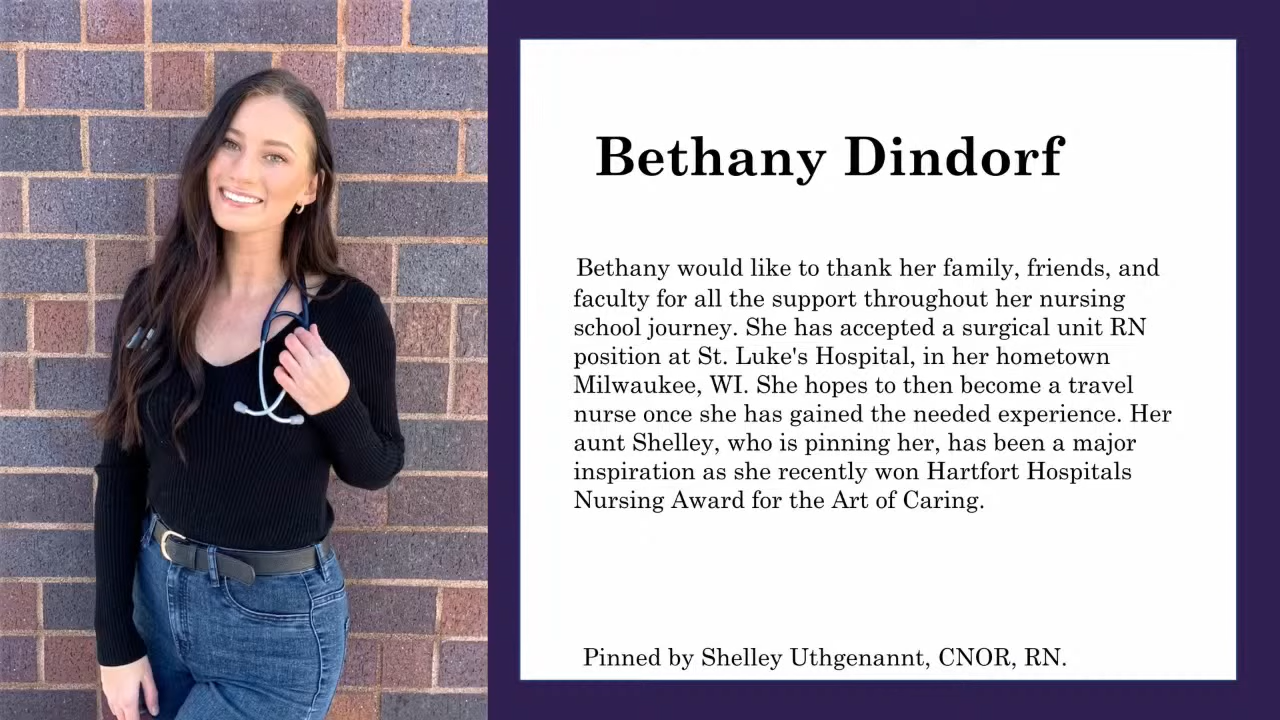 Bethany Dindorf
Bethany would like to thank her family, friends, and
faculty for all the support throughout her nursing
school journey. She has accepted a surgical unit RN
position at St. Luke's Hospital, in her hometown
Milwaukee, WI. She hopes to then become a travel
nurse once she has gained the needed experience. Her
aunt Shelley, who is pinning her, has been a major
inspiration as she recently won Hartfort Hospitals
Nursing Award for the Art of Caring.
Pinned by Shelley Uthgenannt, CNOR, RN.